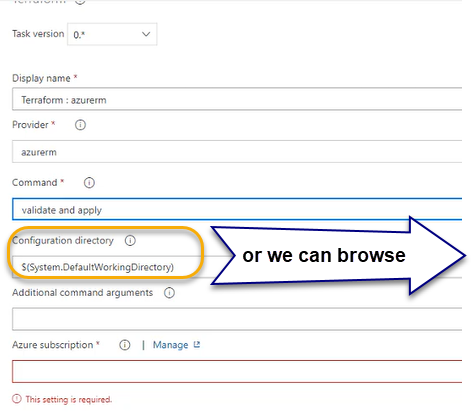 Terraform
Task version 0.*
Display name *
Terraform : azurerm
Provider *
azurerm
Command *
validate and apply
Configuration directory
$(System.DefaultWorkingDirectory)
or we can browse
Additional command arguments
Azure subscription * | Manage
This setting is required.